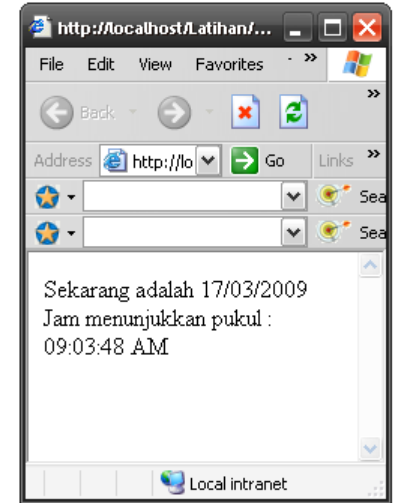 http://localhost/Latihan/...
File Edit View Favorites »
Back »
Address http://lo Go Links »
Sea
Sea
Sekarang adalah 17/03/2009
Jam menunjukkan pukul :
09:03:48 AM
Local intranet